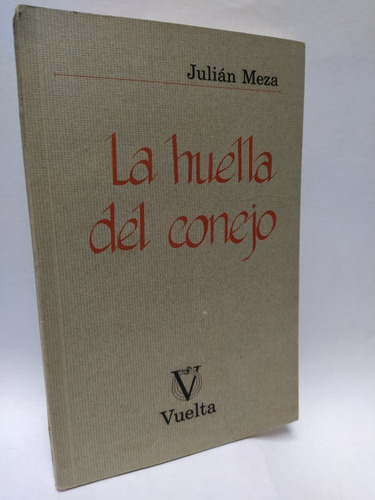 Julián Meza
La huella
del conejo
V
Vuelta